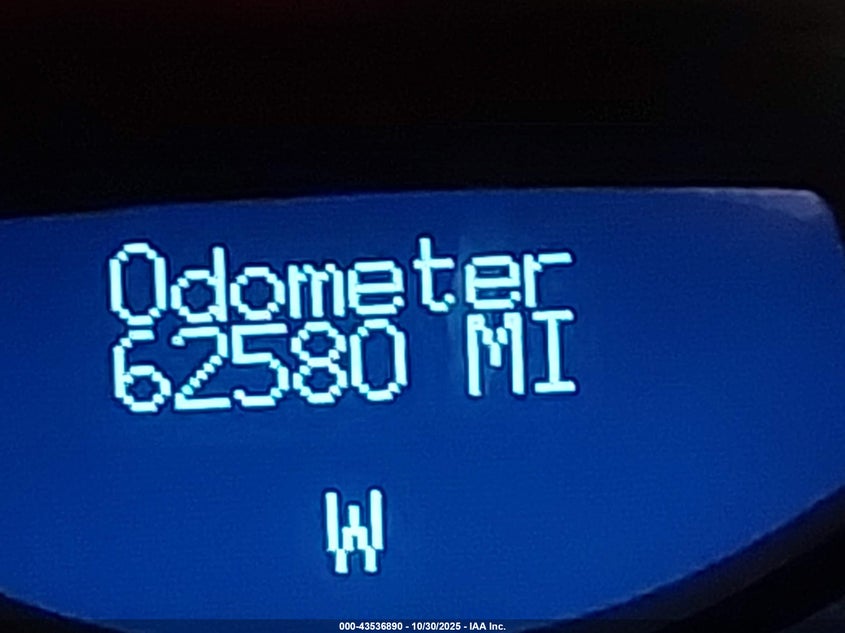 Odometer
62580 MI
W
000-43536890 - 10/30/2025 - IAA Inc.